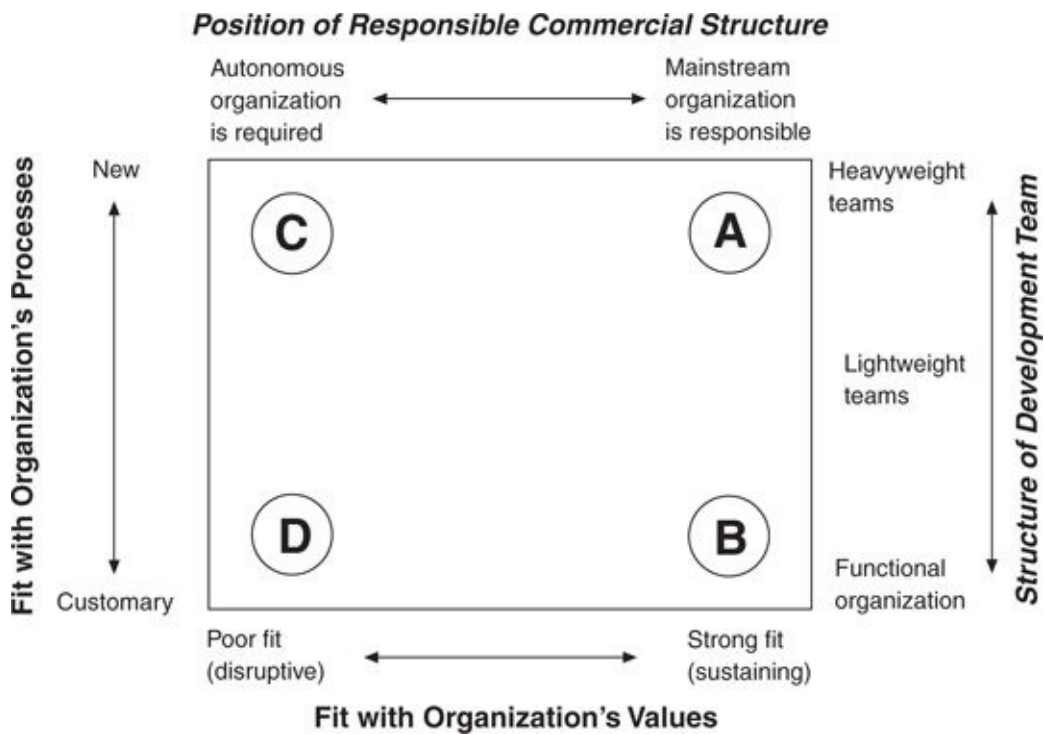 Position of Responsible Commercial Structure
Autonomous
organization
is required
Mainstream
organization
is responsible
Fit with Organization's Processes
New
Customary
C
A
D
B
Heavyweight
teams
Lightweight
teams
Functional
organization
Structure of Development Team
Poor fit
(disruptive)
Strong fit
(sustaining)
Fit with Organization's Values